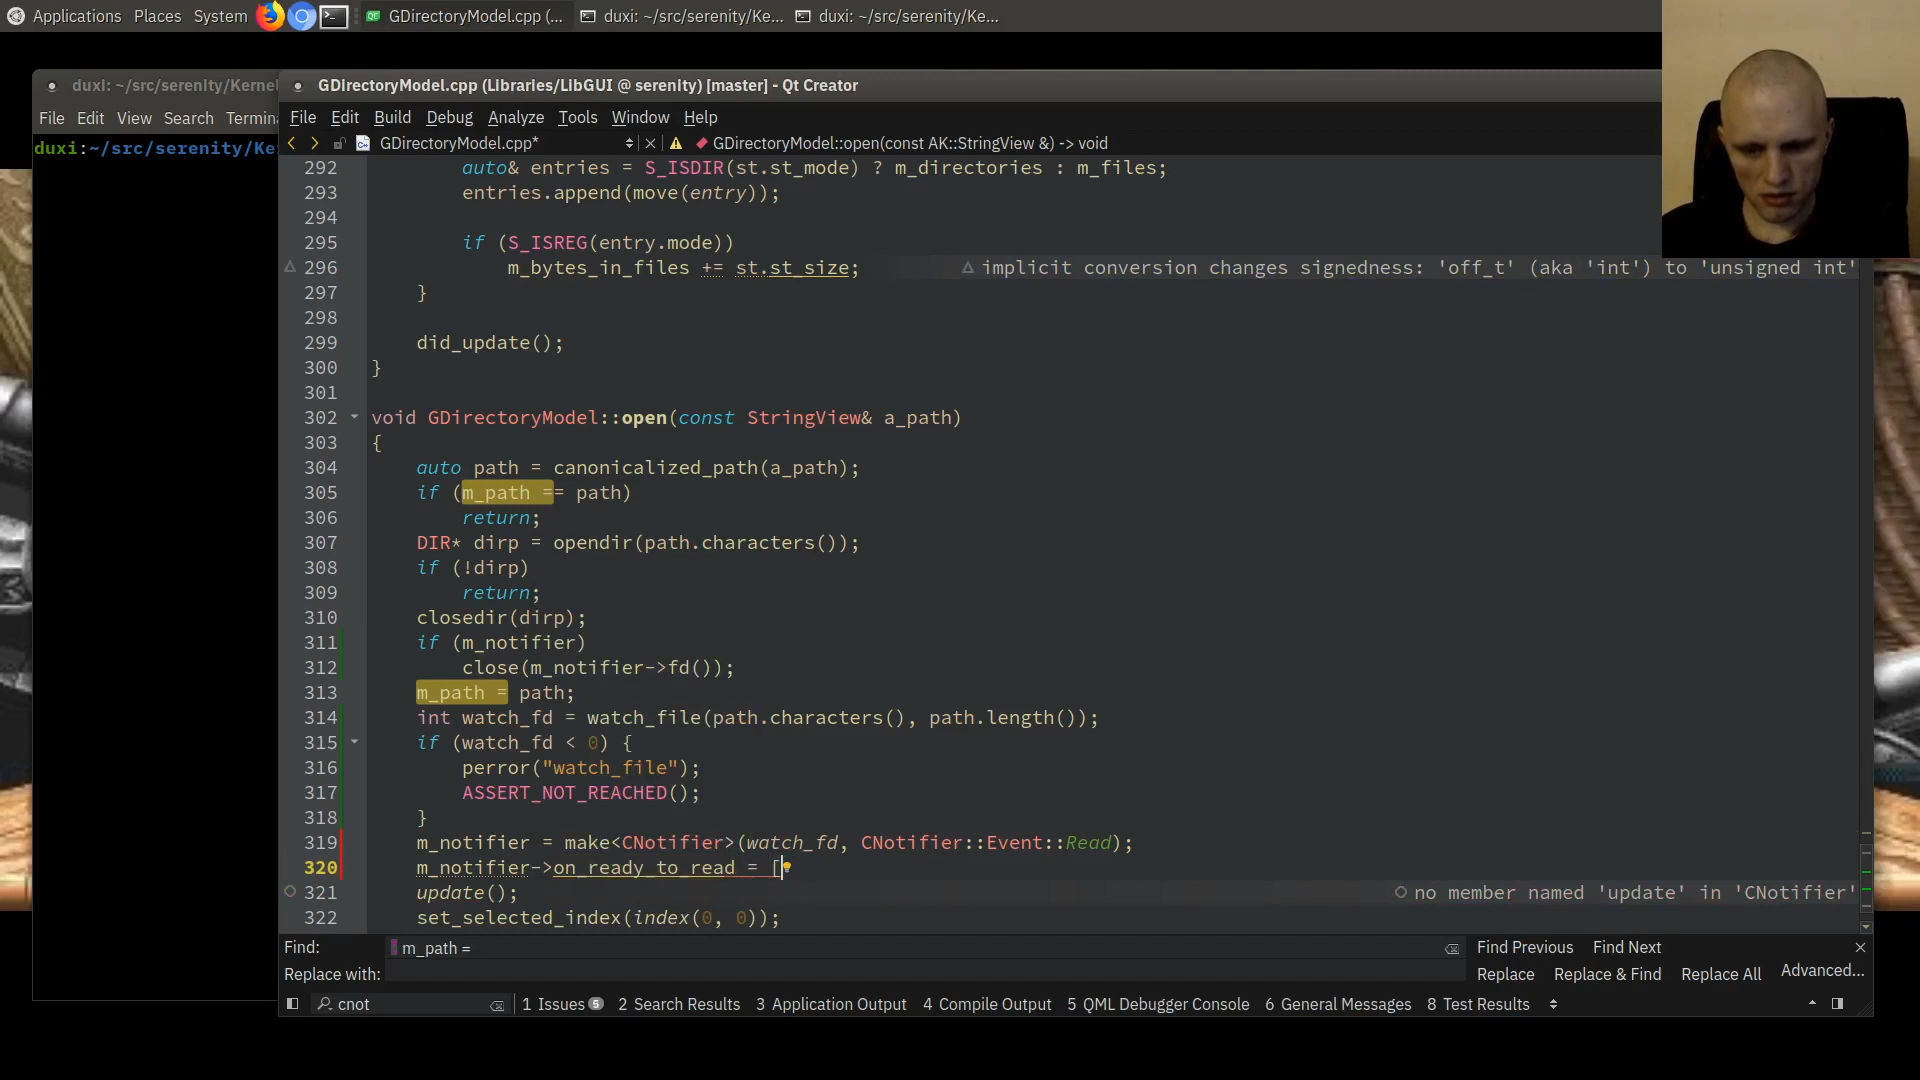 Applications Places System GDirectoryModel.cpp (... duxi: ~/src/serenity/Ke... duxi: ~/src/serenity/Ke...
duxi: ~/src/serenity/Kerne
File Edit View Search Termin
duxi:~/src/serenity/Ke
GDirectoryModel.cpp (Libraries/LibGUI @ serenity) [master] - Qt Creator
File Edit Build Debug Analyze Tools Window Help
GDirectoryModel.cpp* GDirectoryModel::open(const AK::StringView &) -> void
292 auto& entries = S_ISDIR(st.st_mode) ? m_directories : m_files;
293 entries.append(move(entry));
294
295 if (S_ISREG(entry.mode))
296 m_bytes_in_files += st.st_size; implicit conversion changes signedness: 'off_t' (aka 'int') to 'unsigned int'
297 }
298
299 did_update();
300 }
301
302 void GDirectoryModel::open(const StringView& a_path)
303 {
304 auto path = canonicalized_path(a_path);
305 if (m_path == path)
306 return;
307 DIR* dirp = opendir(path.characters());
308 if (!dirp)
309 return;
310 closedir(dirp);
311 if (m_notifier)
312 close(m_notifier->fd());
313 m_path = path;
314 int watch_fd = watch_file(path.characters(), path.length());
315 if (watch_fd < 0) {
316 perror("watch_file");
317 ASSERT_NOT_REACHED();
318 }
319 m_notifier = make<CNotifier>(watch_fd, CNotifier::Event::Read);
320 m_notifier->on_ready_to_read = [
321 update(); no member named 'update' in 'CNotifier'
322 set_selected_index(index(0, 0));
Find: m_path = Find Previous Find Next
Replace with: Replace Replace & Find Replace All Advanced...
cnot 1 Issues 5 2 Search Results 3 Application Output 4 Compile Output 5 QML Debugger Console 6 General Messages 8 Test Results